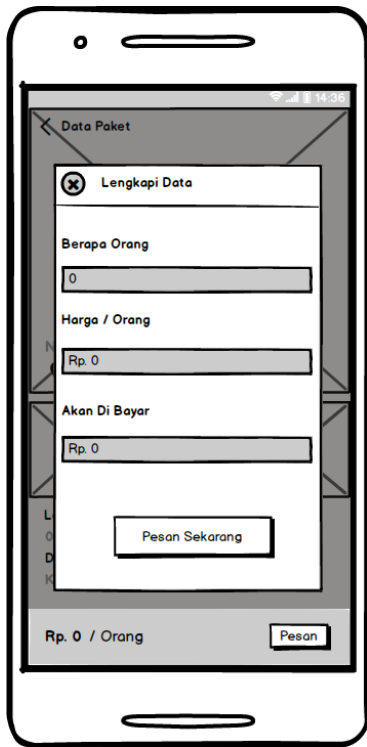 14:36
Data Paket
Lengkapi Data
Berapa Orang
0
Harga / Orang
Rp. 0
Akan Di Bayar
Rp. 0
Pesan Sekarang
Rp. 0 / Orang
Pesan